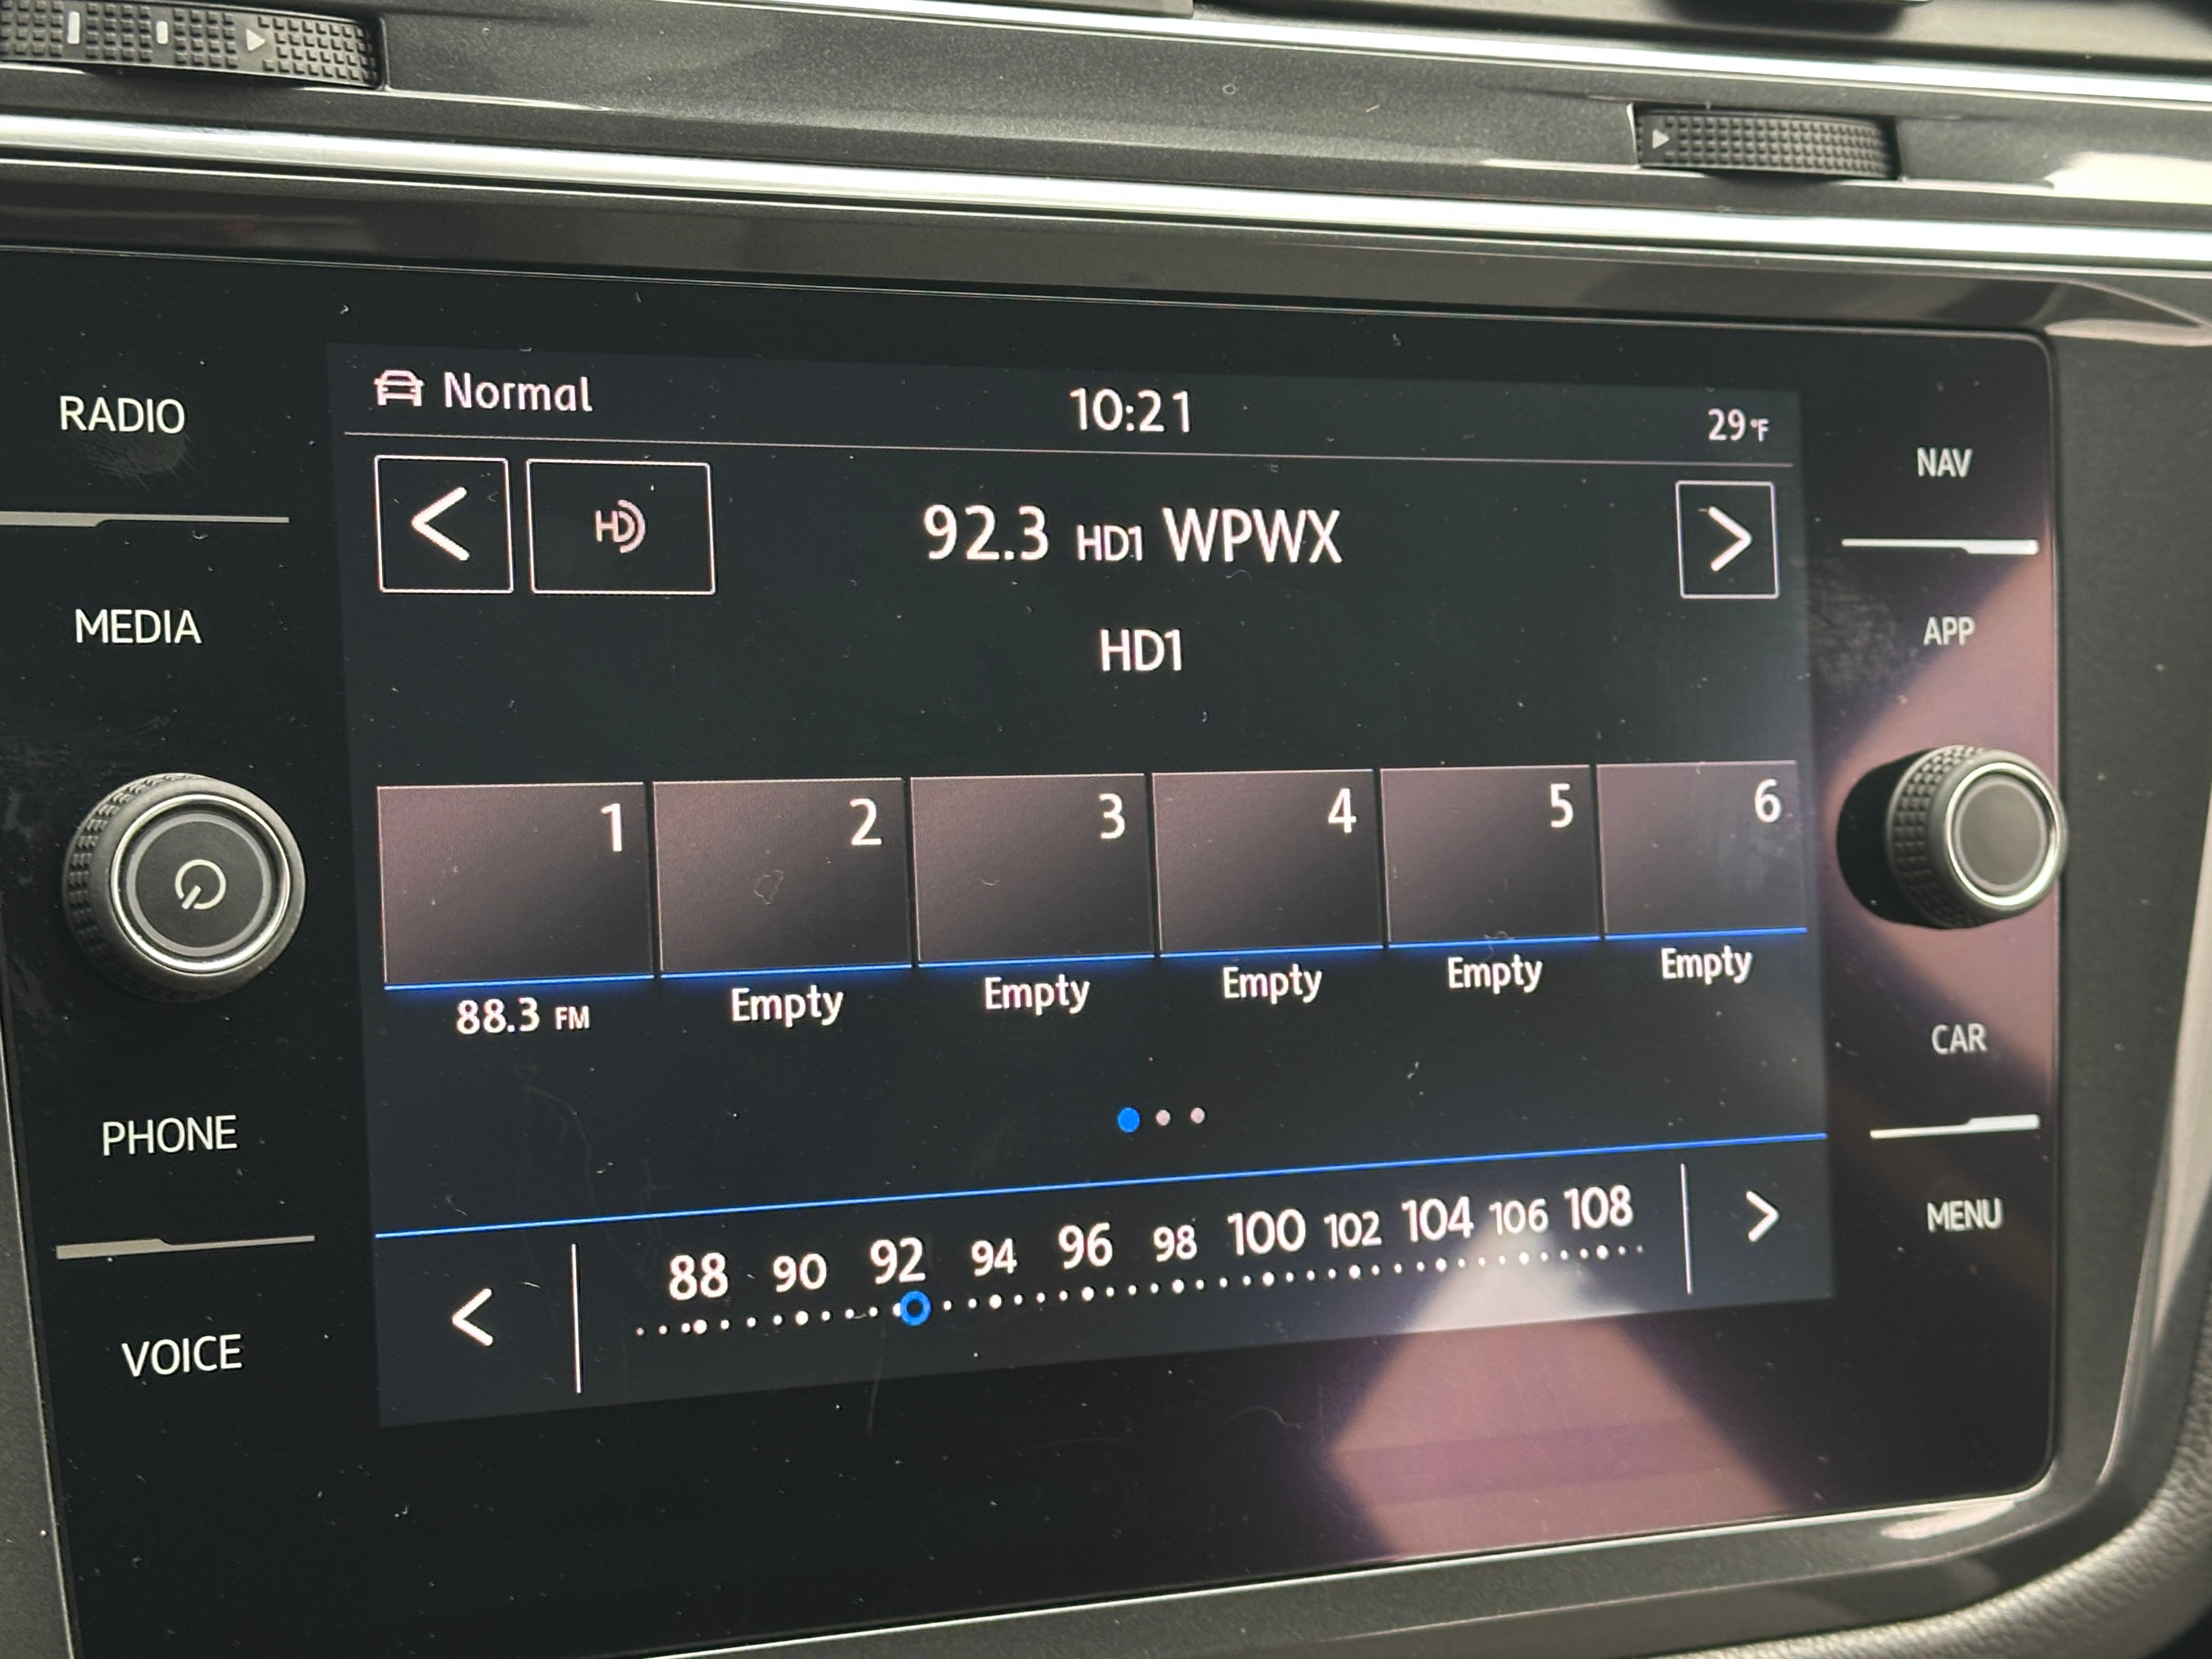 RADIO
MEDIA
PHONE
VOICE
Normal 10:21 29°F
< HD 92.3 HD1 WPWX >
HD1
1 2 3 4 5 6
88.3 FM Empty Empty Empty Empty Empty
< 88 90 92 94 96 98 100 102 104 106 108 >
NAV
APP
CAR
MENU